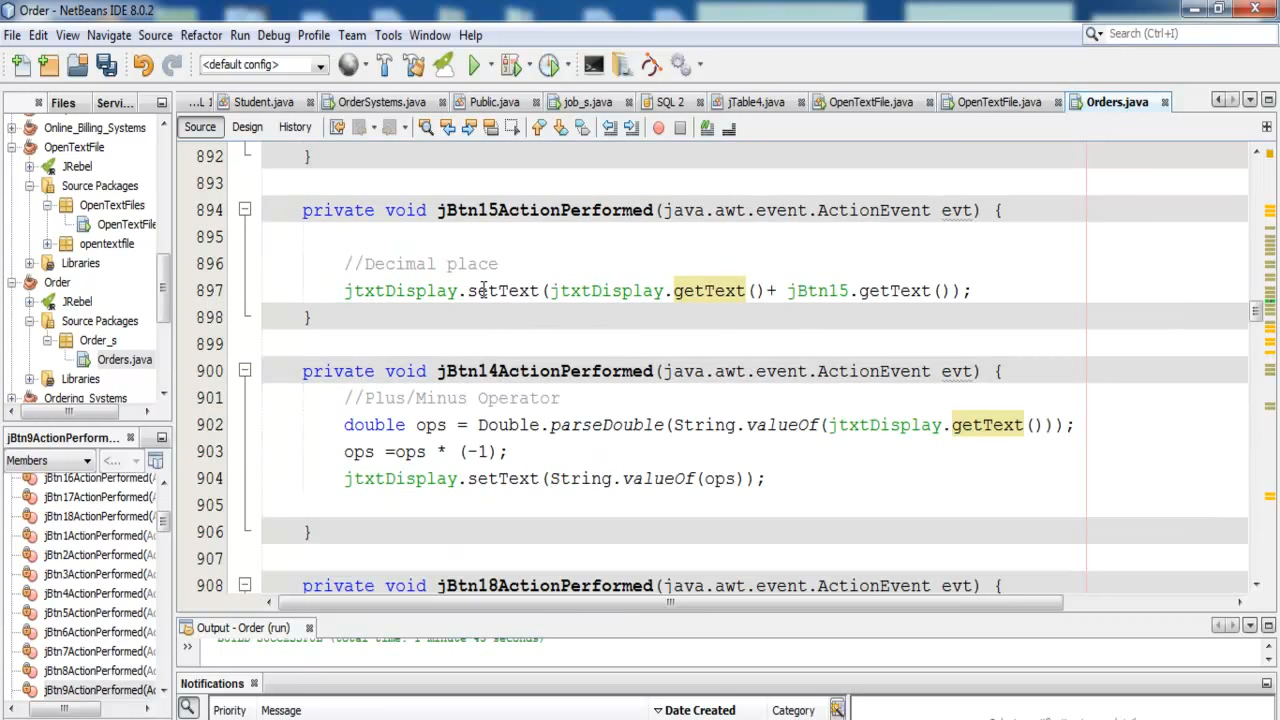 Order - NetBeans IDE 8.0.2
File Edit View Navigate Source Refactor Run Debug Profile Team Tools Window Help
Search (Ctrl+I)
<default config>
Files Servi...
...L 1 Student.java OrderSystems.java Public.java job_s.java SQL 2 jTable4.java OpenTextFile.java OpenTextFile.java Orders.java
Online_Billing_Systems
OpenTextFile
JRebel
Source Packages
OpenTextFiles
OpenTextFile
opentextfile
Libraries
Order
JRebel
Source Packages
Order_s
Orders.java
Libraries
Ordering_Systems
Source Design History
892 }
893
894 private void jBtn15ActionPerformed(java.awt.event.ActionEvent evt) {
895
896 //Decimal place
897 jtxtDisplay.setText(jtxtDisplay.getText()+ jBtn15.getText());
898 }
899
900 private void jBtn14ActionPerformed(java.awt.event.ActionEvent evt) {
901 //Plus/Minus Operator
902 double ops = Double.parseDouble(String.valueOf(jtxtDisplay.getText()));
903 ops =ops * (-1);
904 jtxtDisplay.setText(String.valueOf(ops));
905
906 }
907
908 private void jBtn18ActionPerformed(java.awt.event.ActionEvent evt) {
jBtn9ActionPerform...
Members <...
jBtn16ActionPerformed(A
jBtn17ActionPerformed(A
jBtn18ActionPerformed(A
jBtn1ActionPerformed(Ac
jBtn2ActionPerformed(Ac
jBtn3ActionPerformed(Ac
jBtn4ActionPerformed(Ac
jBtn5ActionPerformed(Ac
jBtn6ActionPerformed(Ac
jBtn7ActionPerformed(Ac
jBtn8ActionPerformed(Ac
jBtn9ActionPerformed(Ac
Output - Order (run)
BUILD SUCCESSFUL (total time: 1 minute 45 seconds)
Notifications
Priority Message Date Created Category